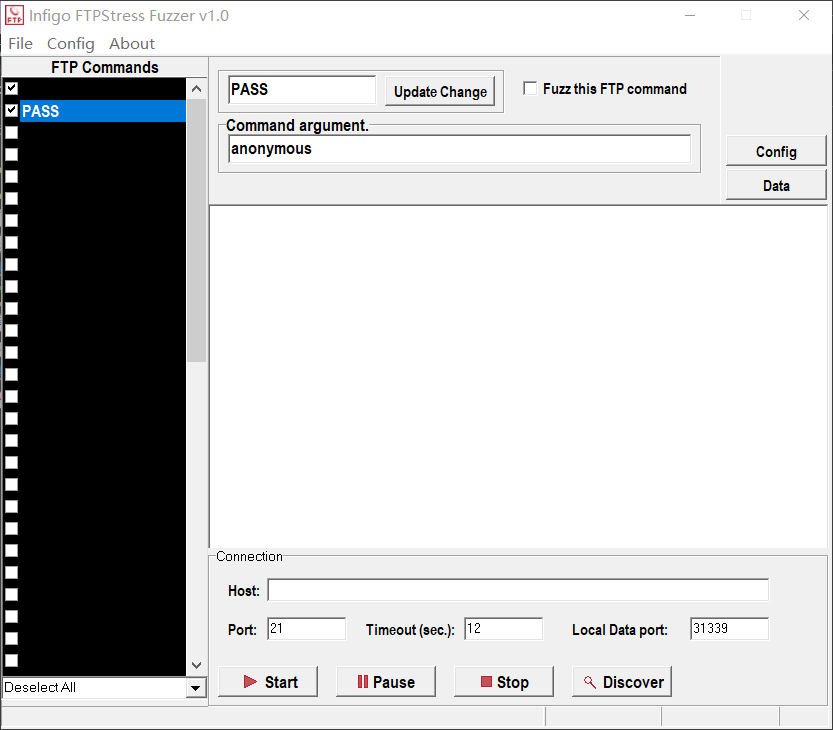 FTP
Infigo FTPStress Fuzzer v1.0
File Config About
FTP Commands
PASS
PASS
Update Change
Fuzz this FTP command
Command argument.
anonymous
Config
Data
Connection
Host:
Port: 21 Timeout (sec.): 12 Local Data port: 31339
Deselect All
Start Pause Stop Discover